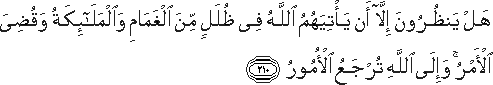 هَلْ يَنظُرُونَ إِلَّآ أَن يَأْتِيَهُمُ ٱللَّهُ فِى ظُلَلٍ مِّنَ ٱلْغَمَامِ وَٱلْمَلَـٰٓئِكَةُ وَقُضِىَ
ٱلْأَمْرُ ۚ وَإِلَى ٱللَّهِ تُرْجَعُ ٱلْأُمُورُ ﴿٢١٠﴾